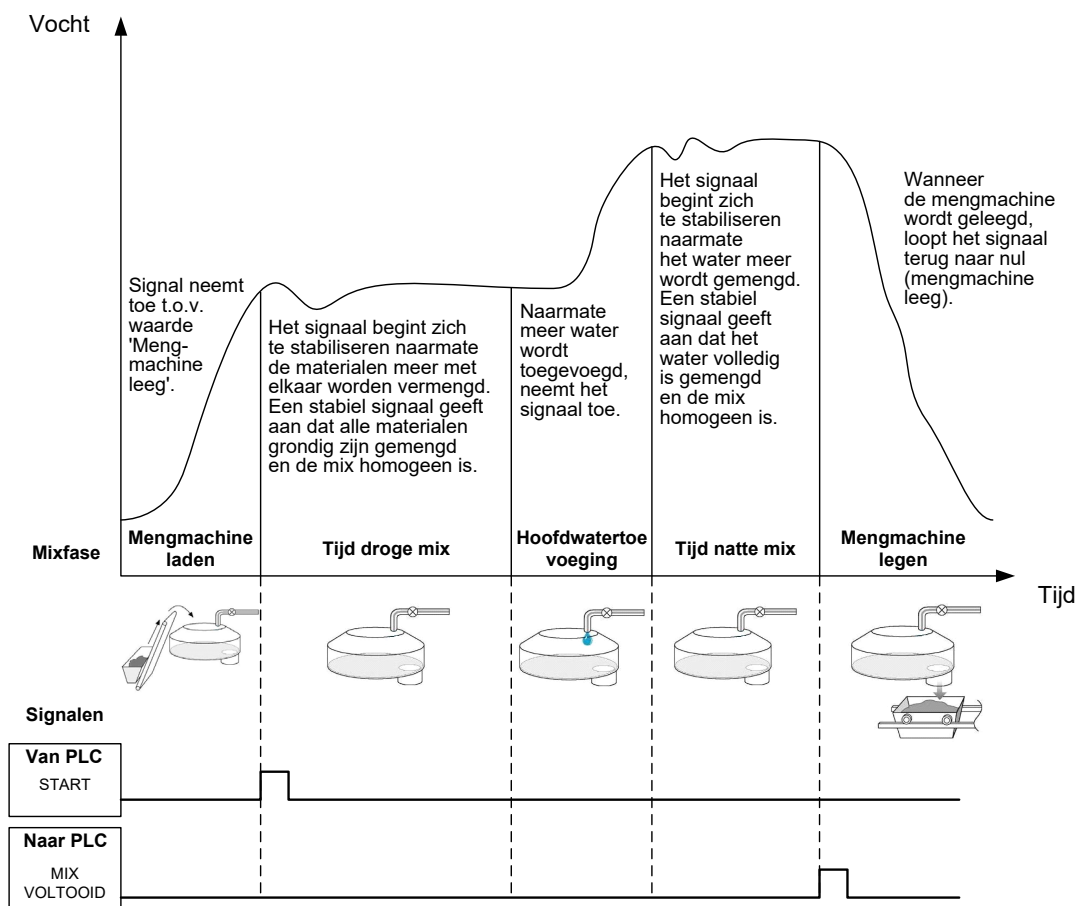 Vocht
Signal neemt
toe t.o.v.
waarde
'Meng-
machine
leeg'.
Het signaal begint zich
te stabiliseren naarmate
de materialen meer met
elkaar worden vermengd.
Een stabiel signaal geeft
aan dat alle materialen
grondig zijn gemengd
en de mix homogeen is.
Naarmate
meer water
wordt
toegevoegd,
neemt het
signaal toe.
Het signaal
begint zich
te stabiliseren
naarmate
het water meer
wordt gemengd.
Een stabiel
signaal geeft
aan dat het
water volledig
is gemengd
en de mix
homogeen is.
Wanneer
de mengmachine
wordt geleegd,
loopt het signaal
terug naar nul
(mengmachine
leeg).
Mixfase
Mengmachine
laden
Tijd droge mix
Hoofdwatertoe
voeging
Tijd natte mix
Mengmachine
legen
Tijd
Signalen
Van PLC
START
Naar PLC
MIX
VOLTOOID